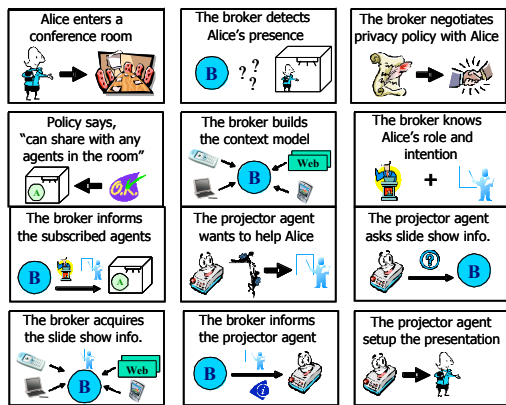 Alice enters a
conference room
The broker detects
Alice's presence
B
? ?
?
The broker negotiates
privacy policy with Alice
Policy says,
"can share with any
agents in the room"
A
O.K.
The broker builds
the context model
B
Web
The broker knows
Alice's role and
intention
+
The broker informs
the subscribed agents
B
A
The projector agent
wants to help Alice
The projector agent
asks slide show info.
?
B
The broker acquires
the slide show info.
B
Web
The broker informs
the projector agent
B
i
The projector agent
setup the presentation